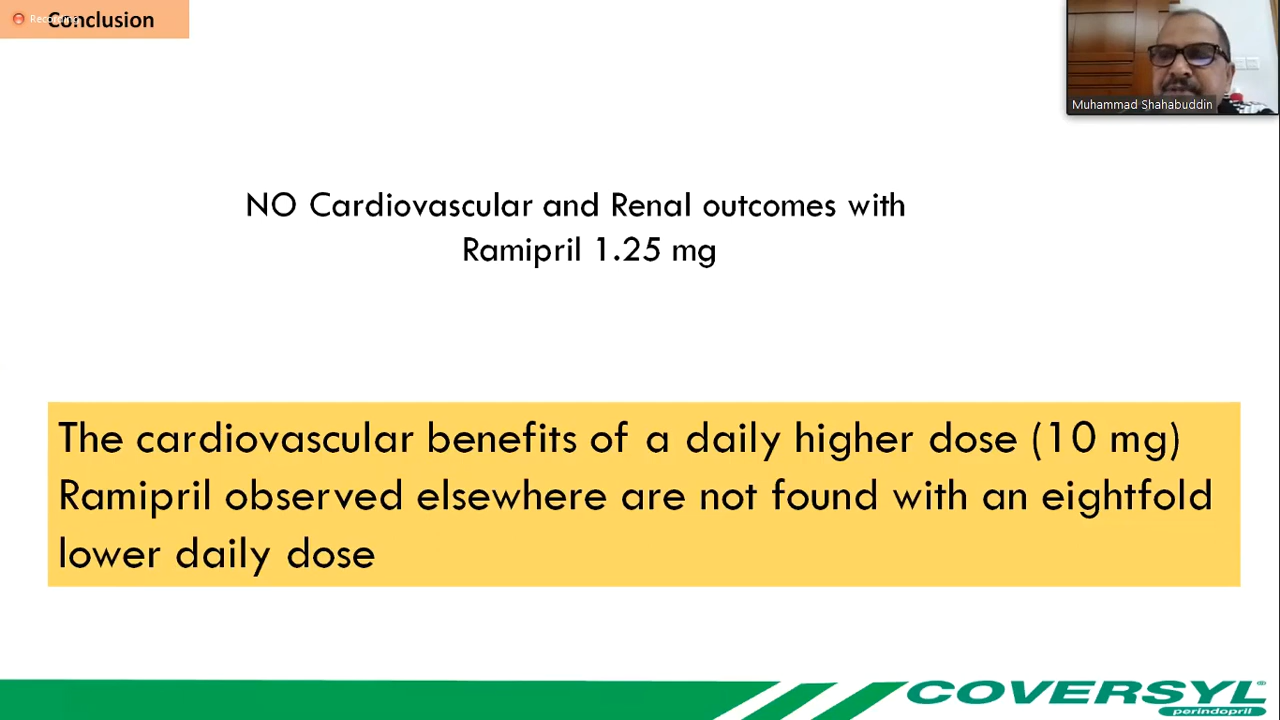 Recording
Conclusion
Muhammad Shahabuddin
NO Cardiovascular and Renal outcomes with
Ramipril 1.25 mg
The cardiovascular benefits of a daily higher dose (10 mg)
Ramipril observed elsewhere are not found with an eightfold
lower daily dose
COVERSYL®
perindopril